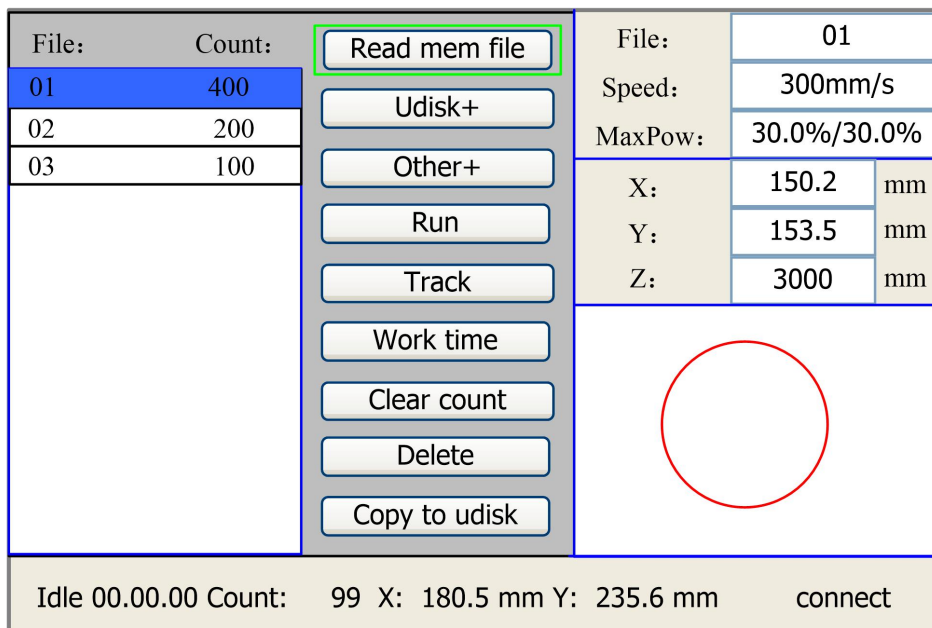 File： Count：
01 400
02 200
03 100
Read mem file
Udisk+
Other+
Run
Track
Work time
Clear count
Delete
Copy to udisk
File： 01
Speed： 300mm/s
MaxPow： 30.0%/30.0%
X： 150.2 mm
Y： 153.5 mm
Z： 3000 mm
Idle 00.00.00 Count: 99 X: 180.5 mm Y: 235.6 mm connect